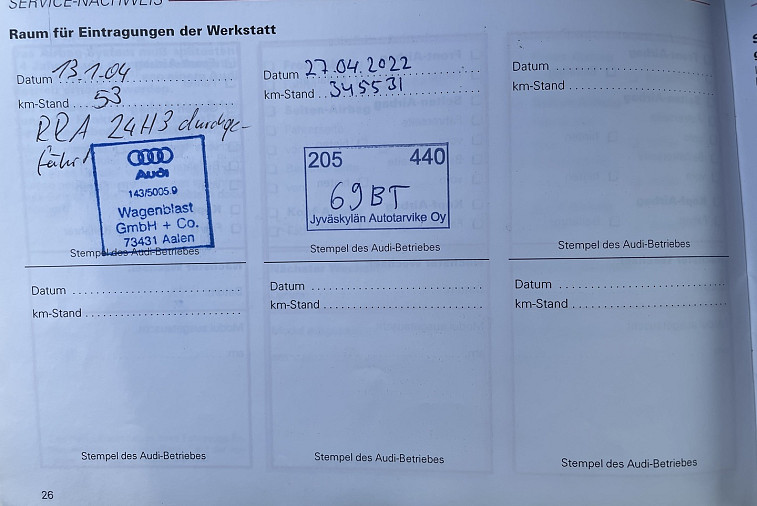 SERVICE-NACHWEIS
Raum für Eintragungen der Werkstatt
Datum 13.1.04
km-Stand 53
RRA 24H3 durchge-
führt
Audi
143/5005.9
Wagenblast
GmbH + Co.
73431 Aalen
Stempel des Audi-Betriebes
Datum 27.04.2022
km-Stand 345531
205 440
69BT
Jyväskylän Autotarvike Oy
Stempel des Audi-Betriebes
Datum
km-Stand
Stempel des Audi-Betriebes
Datum
km-Stand
Stempel des Audi-Betriebes
Datum
km-Stand
Stempel des Audi-Betriebes
Datum
km-Stand
Stempel des Audi-Betriebes
26